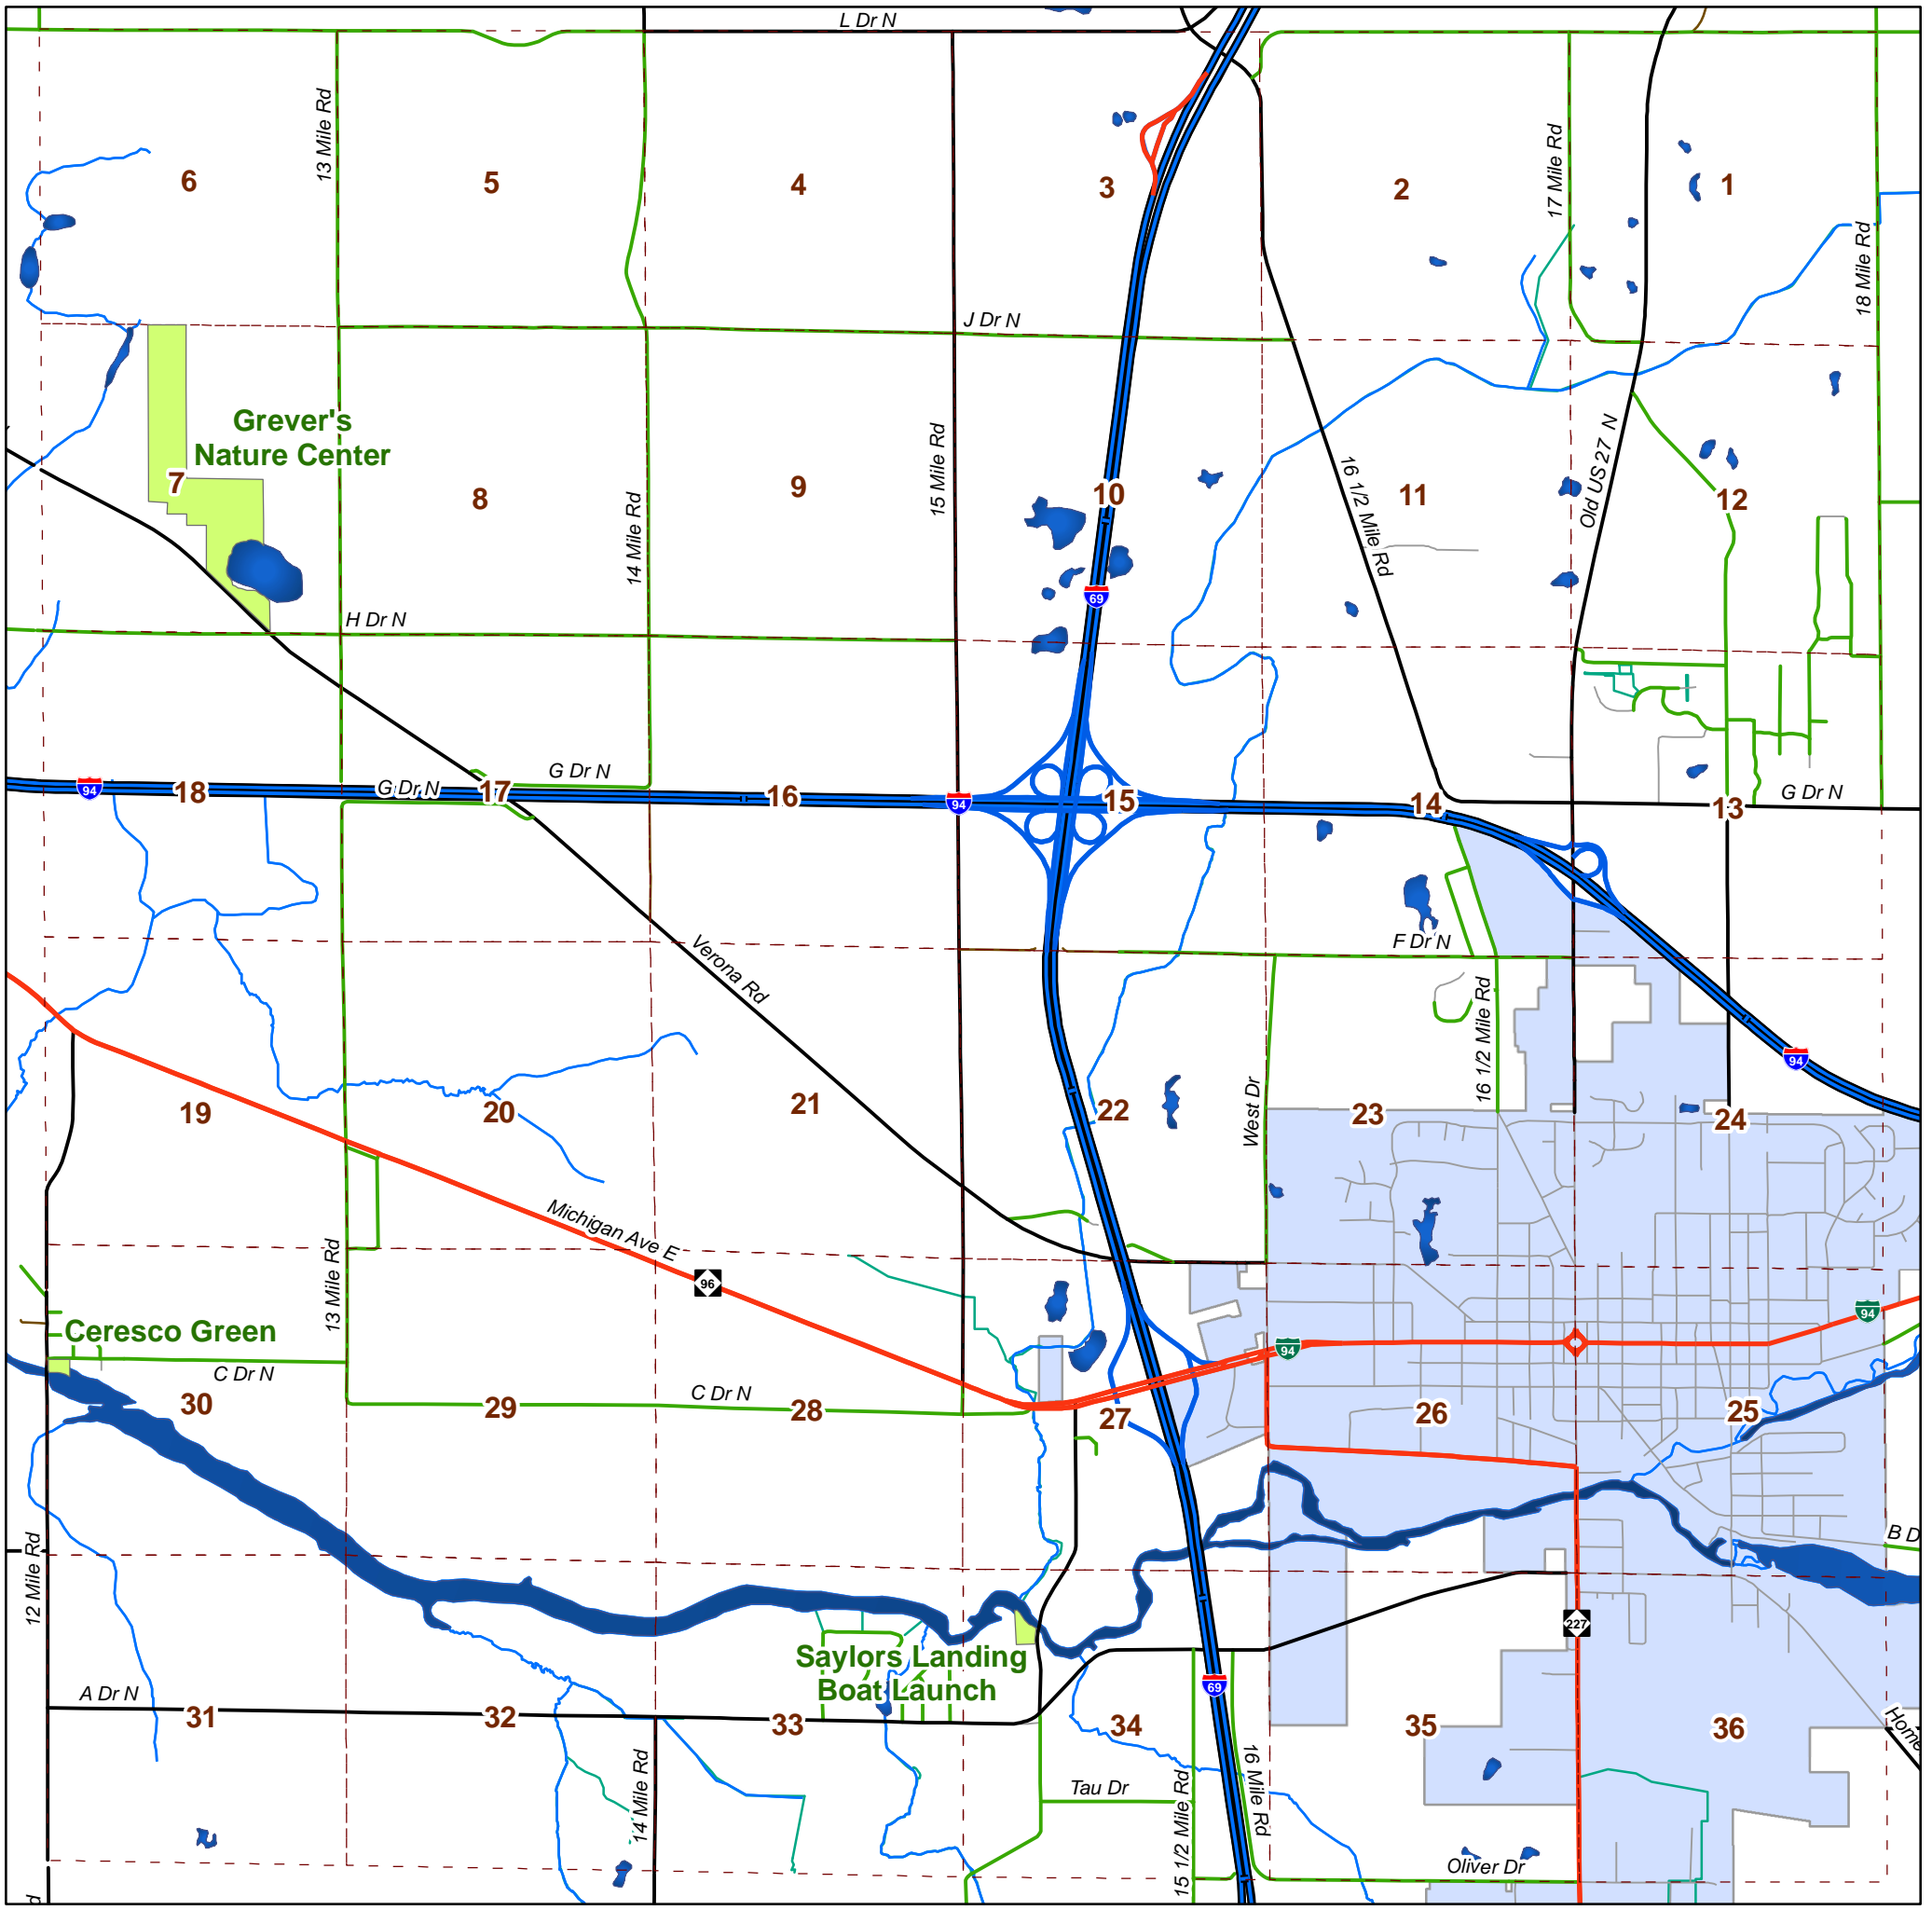 L Dr N
13 Mile Rd
17 Mile Rd
6
5
4
3
2
1
18 Mile Rd
J Dr N
Grever's
Nature Center
7
8
9
10
11
12
14 Mile Rd
15 Mile Rd
16 1/2 Mile Rd
Old US 27 N
69
H Dr N
94
18
G Dr N
17
G Dr N
16
94
15
14
13
G Dr N
Verona Rd
F Dr N
16 1/2 Mile Rd
94
19
20
21
22
West Dr
23
24
Michigan Ave E
96
13 Mile Rd
Ceresco Green
94
94
C Dr N
C Dr N
30
29
28
27
26
25
12 Mile Rd
B D
227
Saylors Landing
Boat Launch
69
A Dr N
31
32
33
34
35
36
Home
14 Mile Rd
Tau Dr
15 1/2 Mile Rd
16 Mile Rd
Oliver Dr
d